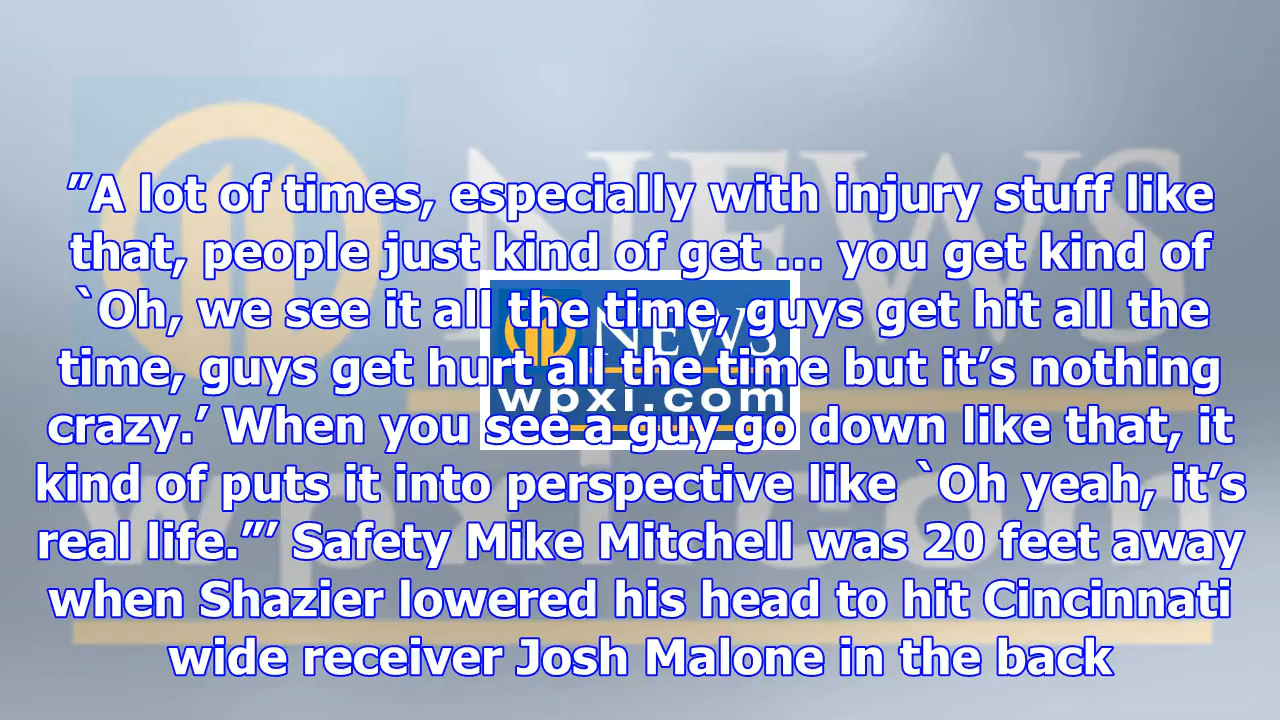 ”A lot of times, especially with injury stuff like
that, people just kind of get ... you get kind of
`Oh, we see it all the time, guys get hit all the
time, guys get hurt all the time but it’s nothing
crazy.’ When you see a guy go down like that, it
kind of puts it into perspective like `Oh yeah, it’s
real life.”’ Safety Mike Mitchell was 20 feet away
when Shazier lowered his head to hit Cincinnati
wide receiver Josh Malone in the back
NEWS
wpxi.com
NEWS
wpxi.com